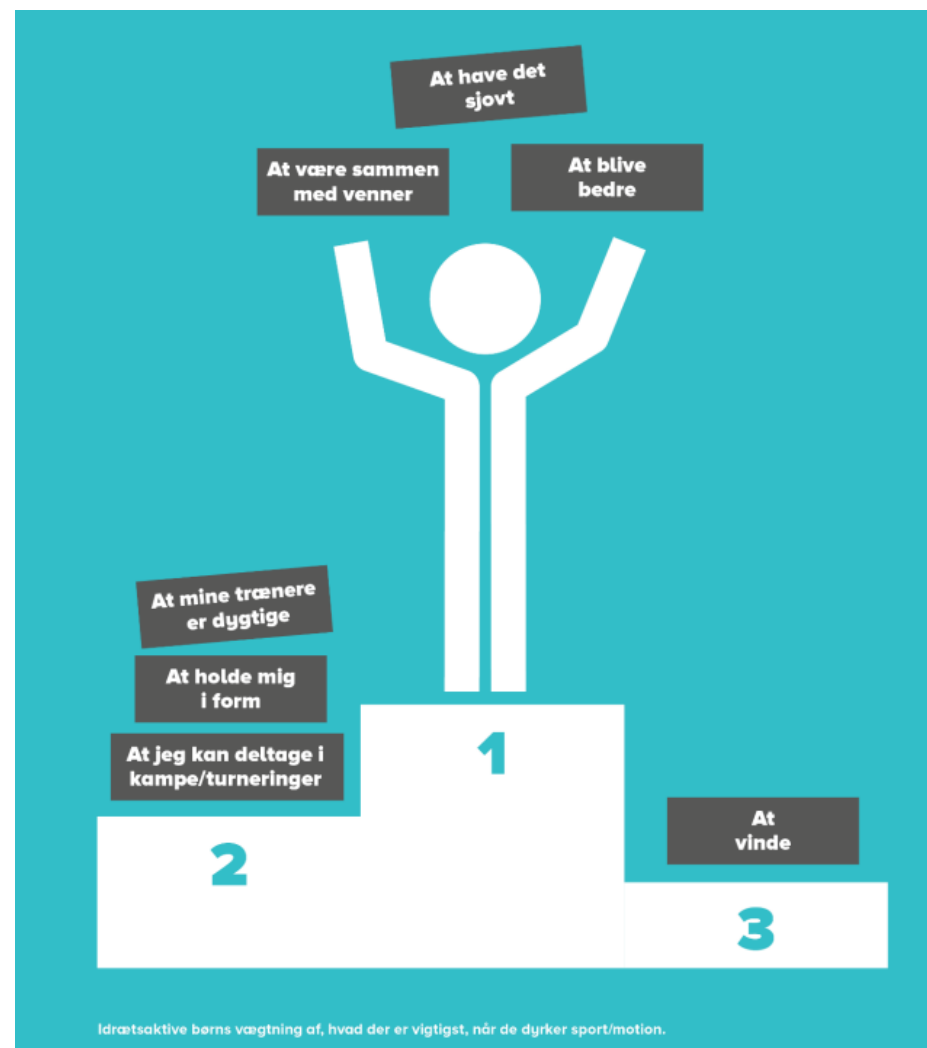 At have det
sjovt
At være sammen
med venner
At blive
bedre
At mine trænere
er dygtige
At holde mig
i form
At jeg kan deltage i
kampe/turneringer
1
2
At
vinde
3
Idrætsaktive børns vægtning af, hvad der er vigtigst, når de dyrker sport/motion.